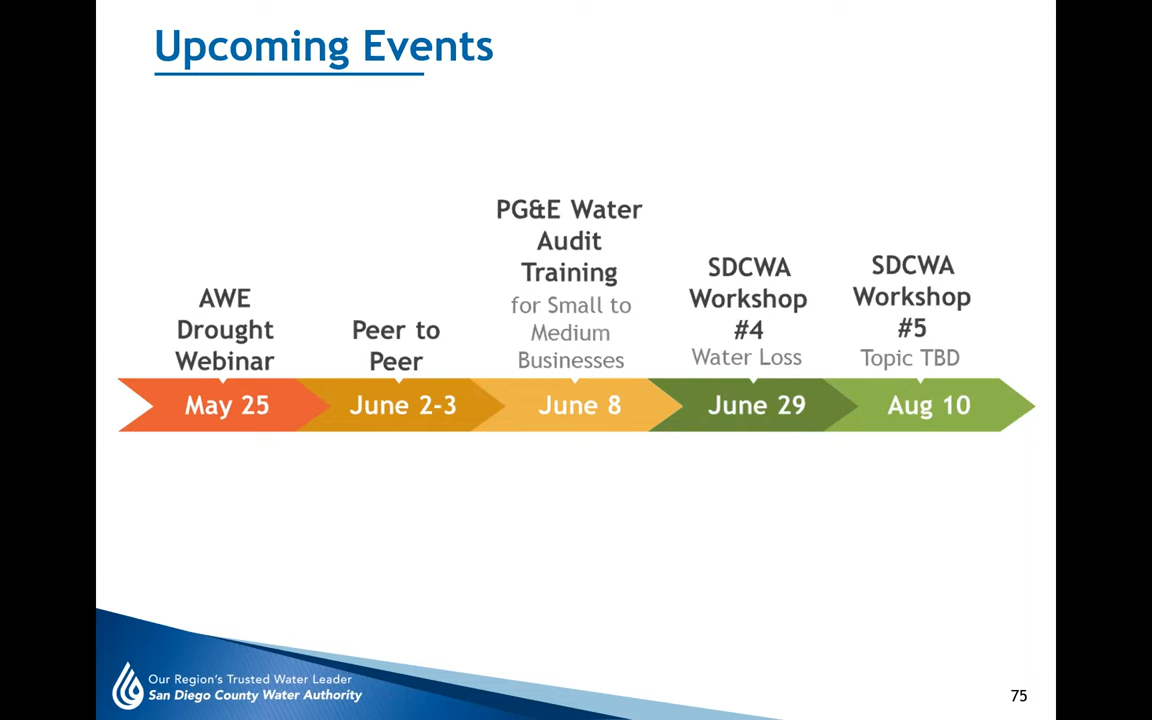 Upcoming Events
AWE
Drought
Webinar
May 25
Peer to
Peer
June 2-3
PG&E Water
Audit
Training
for Small to
Medium
Businesses
June 8
SDCWA
Workshop
#4
Water Loss
June 29
SDCWA
Workshop
#5
Topic TBD
Aug 10
Our Region's Trusted Water Leader
San Diego County Water Authority
75